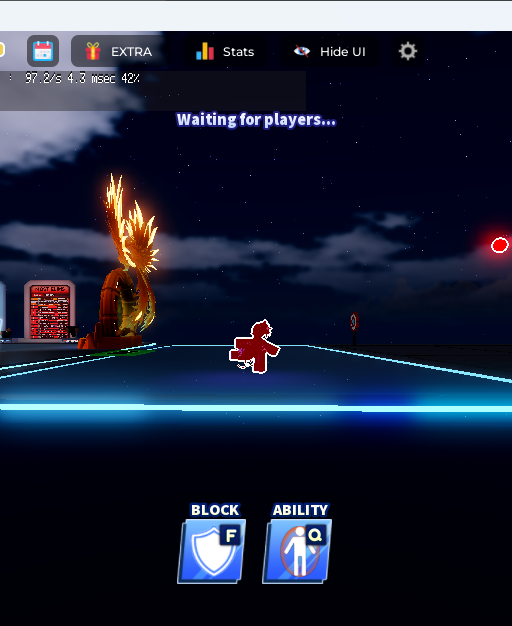 EXTRA
Stats
Hide UI
: 97.2/s 4.3 msec 42%
Waiting for players...
BLOCK
ABILITY
F
Q